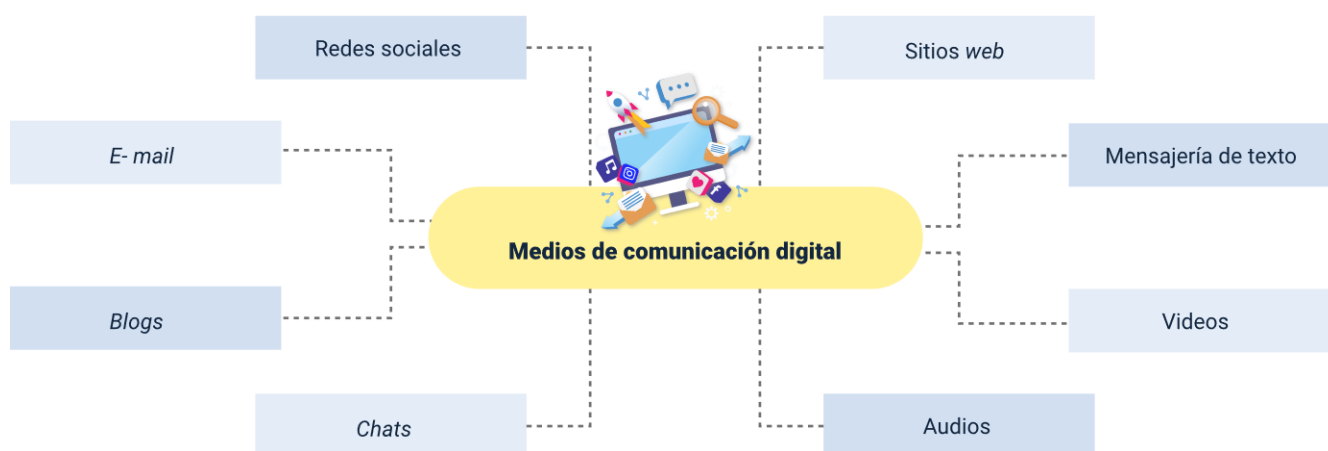 Redes sociales
Sitios web
E- mail
Mensajería de texto
Medios de comunicación digital
Blogs
Videos
Chats
Audios